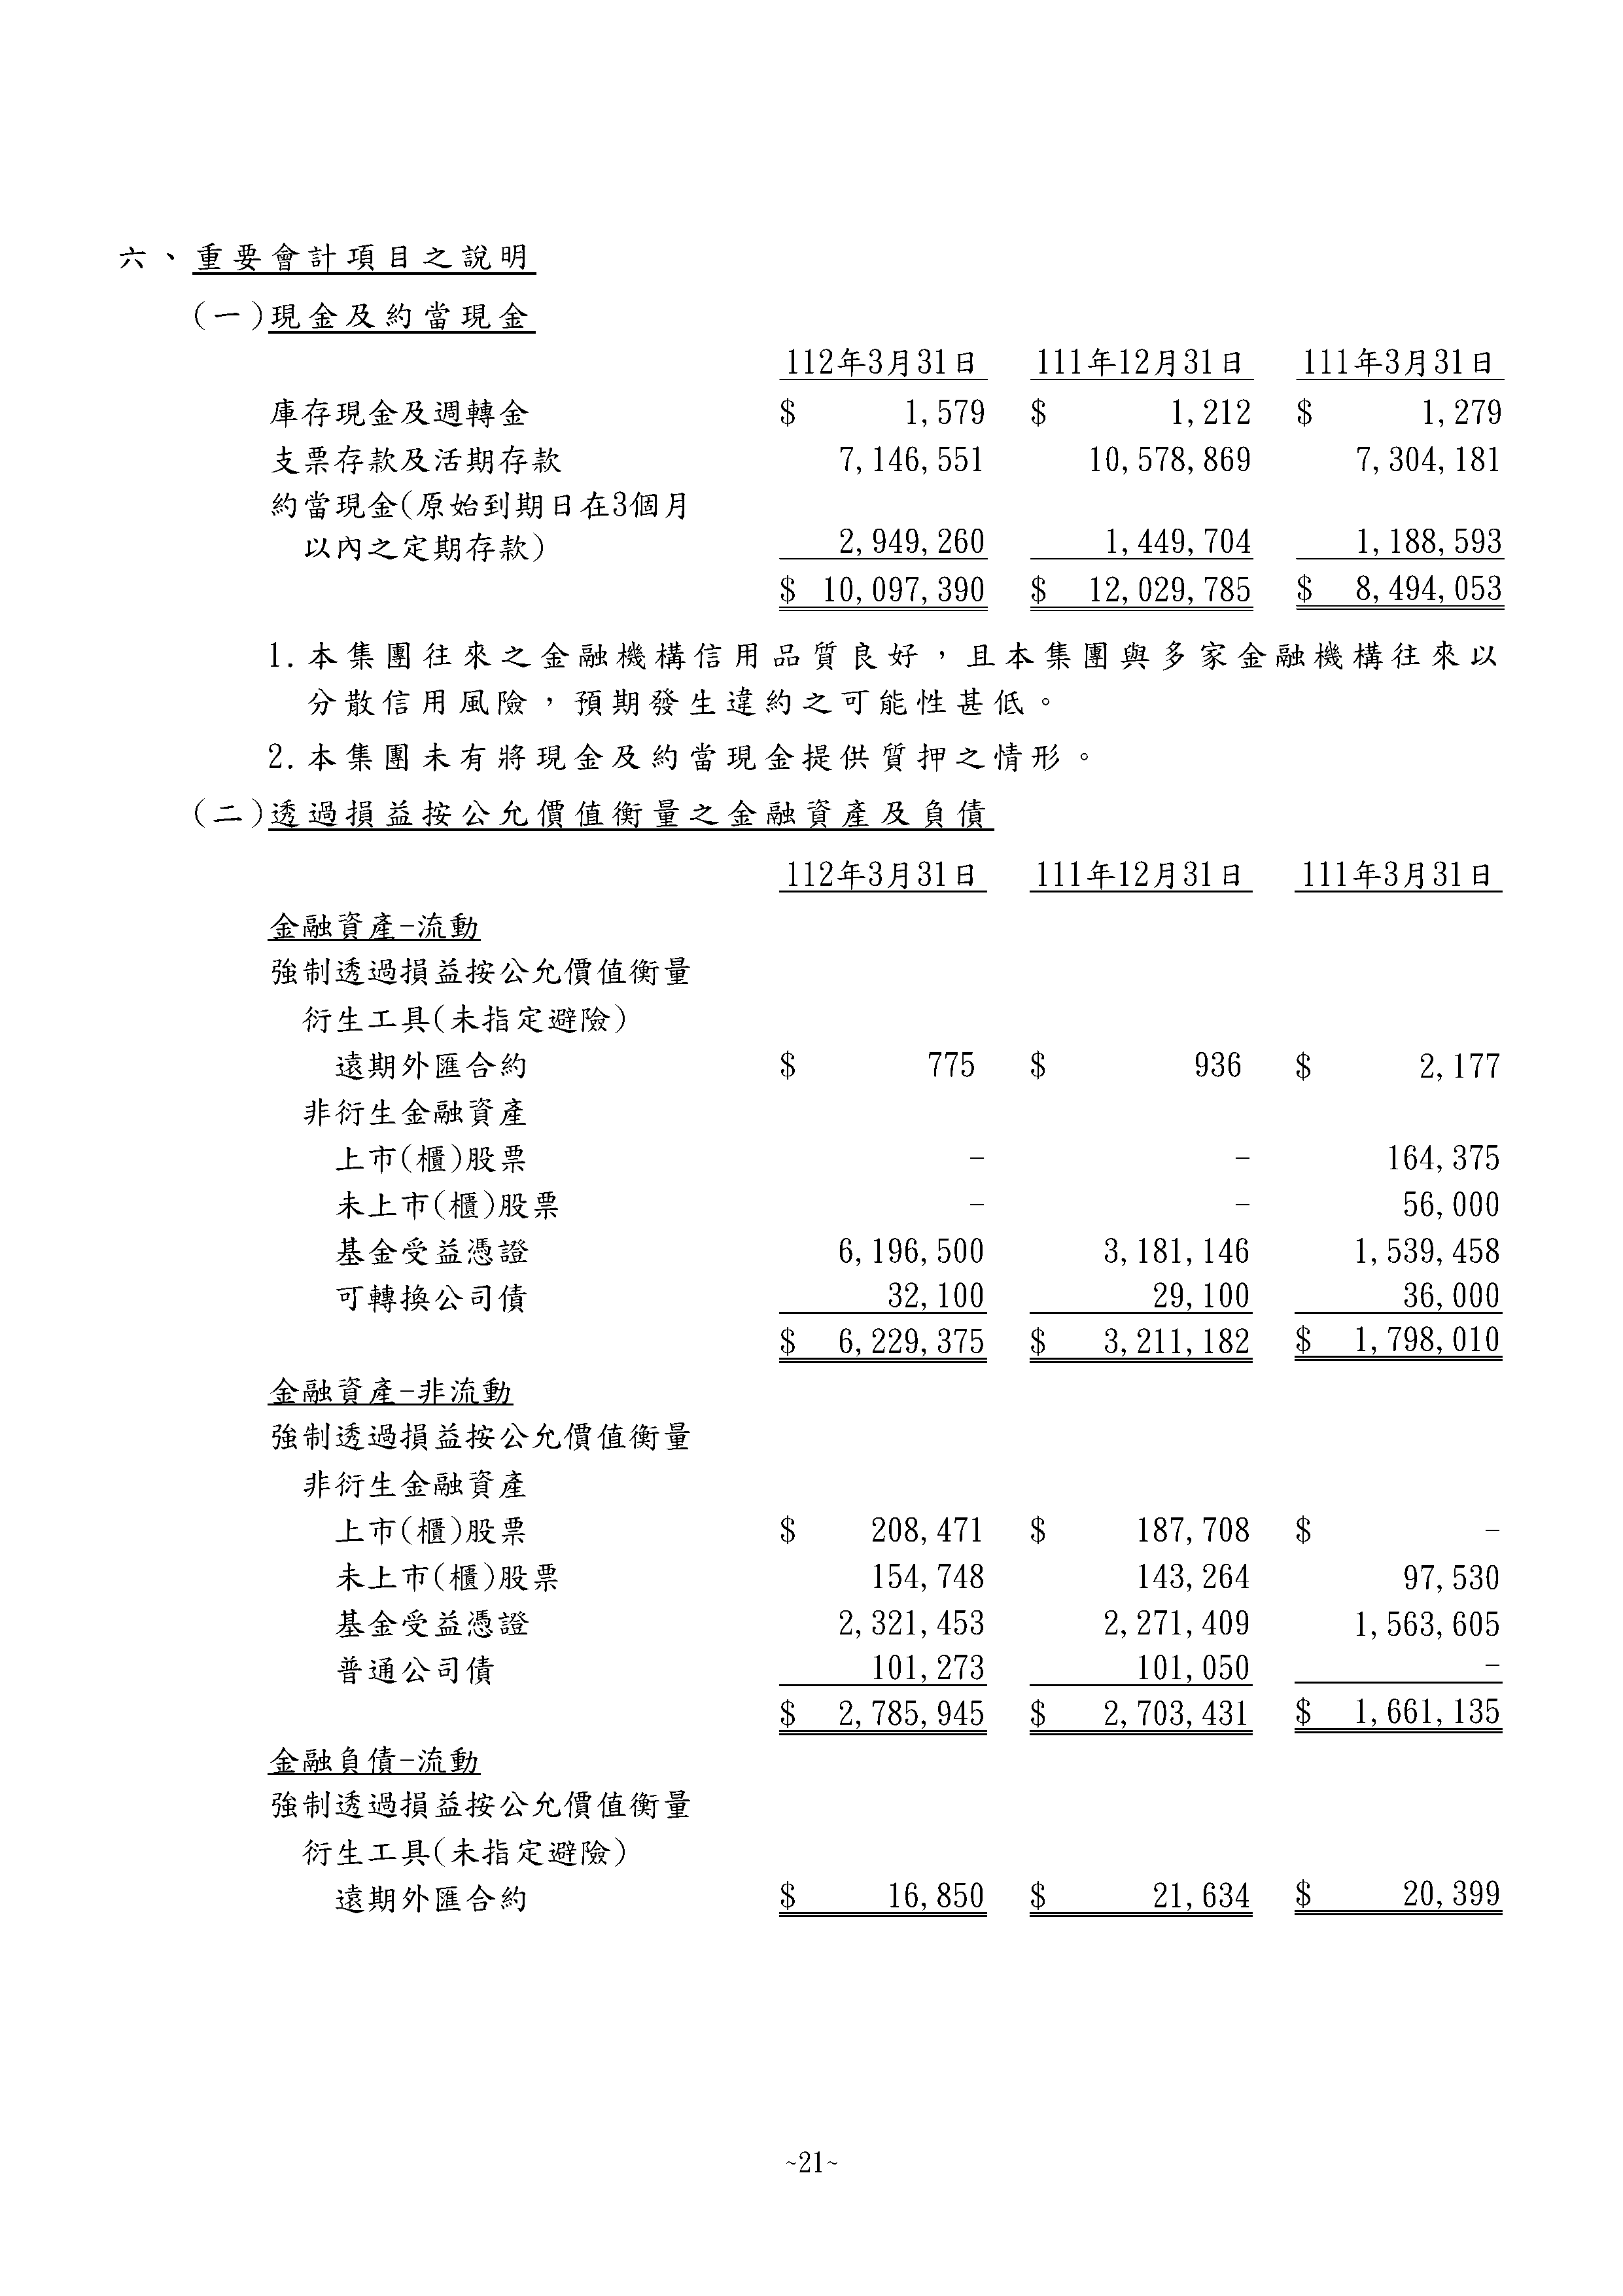 六、重要會計項目之說明
(一)現金及約當現金
112年3月31日 111年12月31日 111年3月31日
庫存現金及週轉金 $ 1,579 $ 1,212 $ 1,279
支票存款及活期存款 7,146,551 10,578,869 7,304,181
約當現金(原始到期日在3個月
以內之定期存款) 2,949,260 1,449,704 1,188,593
$ 10,097,390 $ 12,029,785 $ 8,494,053
1.本集團往來之金融機構信用品質良好，且本集團與多家金融機構往來以
分散信用風險，預期發生違約之可能性甚低。
2.本集團未有將現金及約當現金提供質押之情形。
(二)透過損益按公允價值衡量之金融資產及負債
112年3月31日 111年12月31日 111年3月31日
金融資產-流動
強制透過損益按公允價值衡量
衍生工具(未指定避險)
遠期外匯合約 $ 775 $ 936 $ 2,177
非衍生金融資產
上市(櫃)股票 - - 164,375
未上市(櫃)股票 - - 56,000
基金受益憑證 6,196,500 3,181,146 1,539,458
可轉換公司債 32,100 29,100 36,000
$ 6,229,375 $ 3,211,182 $ 1,798,010
金融資產-非流動
強制透過損益按公允價值衡量
非衍生金融資產
上市(櫃)股票 $ 208,471 $ 187,708 $ -
未上市(櫃)股票 154,748 143,264 97,530
基金受益憑證 2,321,453 2,271,409 1,563,605
普通公司債 101,273 101,050 -
$ 2,785,945 $ 2,703,431 $ 1,661,135
金融負債-流動
強制透過損益按公允價值衡量
衍生工具(未指定避險)
遠期外匯合約 $ 16,850 $ 21,634 $ 20,399
~21~